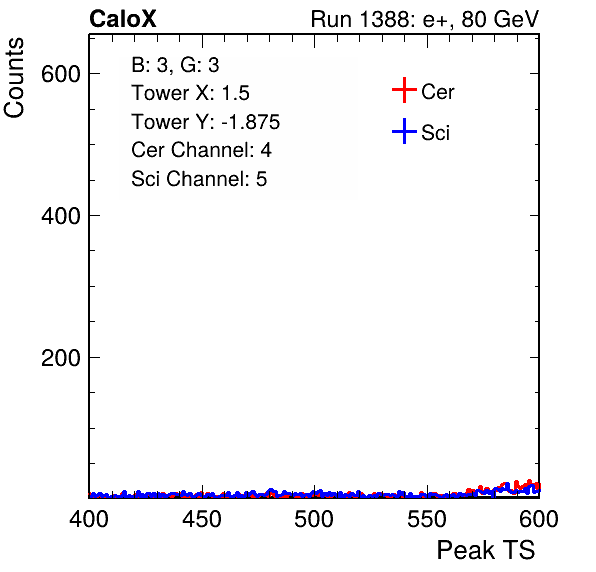 CaloX Run 1388: e+, 80 GeV
Counts
B: 3, G: 3
Tower X: 1.5
Tower Y: -1.875
Cer Channel: 4
Sci Channel: 5
Cer
Sci
600
400
200
400 450 500 550 600
Peak TS